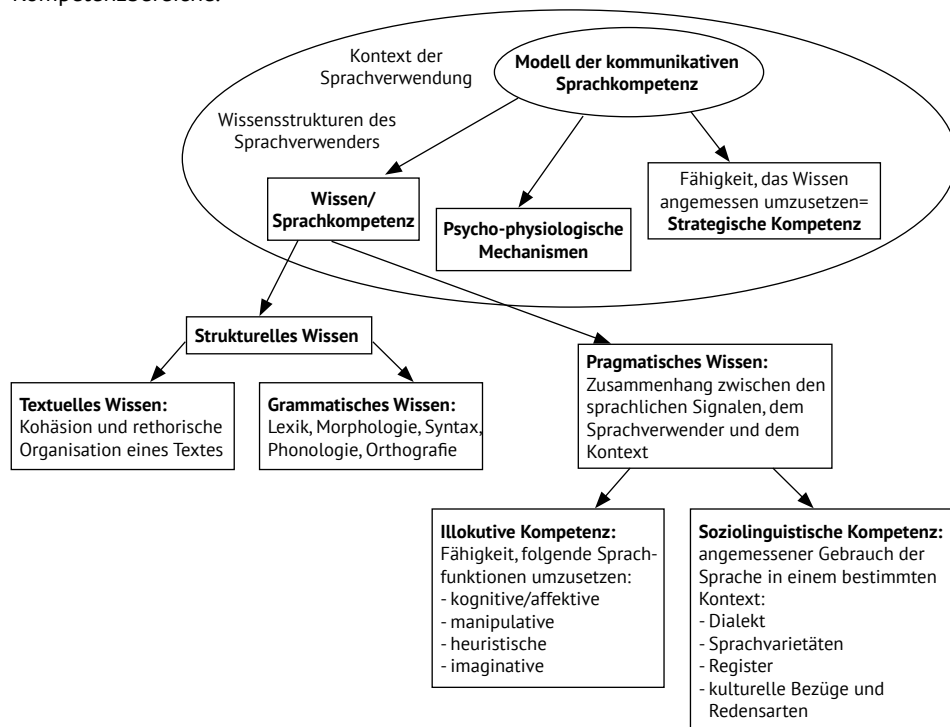 Kompetenzbereiche.
Kontext der
Sprachverwendung
Modell der kommunikativen
Sprachkompetenz
Wissensstrukturen des
Sprachverwenders
Wissen/
Sprachkompetenz
Psycho-physiologische
Mechanismen
Fähigkeit, das Wissen
angemessen umzusetzen=
Strategische Kompetenz
Strukturelles Wissen
Textuelles Wissen:
Kohäsion und rethorische
Organisation eines Textes
Grammatisches Wissen:
Lexik, Morphologie, Syntax,
Phonologie, Orthografie
Pragmatisches Wissen:
Zusammenhang zwischen den
sprachlichen Signalen, dem
Sprachverwender und dem
Kontext
Illokutive Kompetenz:
Fähigkeit, folgende Sprach-
funktionen umzusetzen:
- kognitive/affektive
- manipulative
- heuristische
- imaginative
Soziolinguistische Kompetenz:
angemessener Gebrauch der
Sprache in einem bestimmten
Kontext:
- Dialekt
- Sprachvarietäten
- Register
- kulturelle Bezüge und
Redensarten